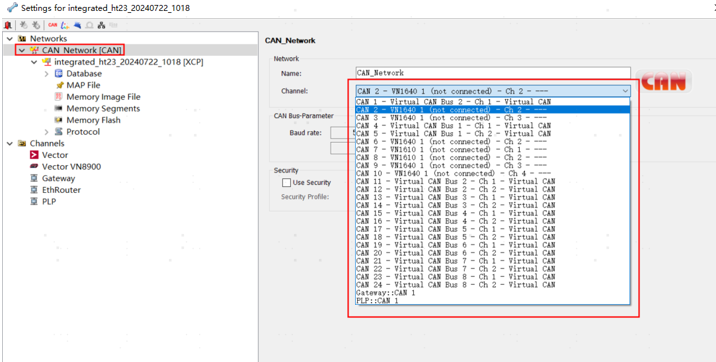 Settings for integrated_ht23_20240722_1018
Networks
CAN_Network [CAN]
integrated_ht23_20240722_1018 [XCP]
Database
MAP File
Memory Image File
Memory Segments
Memory Flash
Protocol
Channels
Vector
Vector VN8900
Gateway
EthRouter
PLP
CAN_Network
Network
Name: CAN_Network
Channel: CAN 2 - VN1640 1 (not connected) - Ch 2 - ---
CAN
CAN Bus-Parameter
Baud rate: 5
Security
Use Security
Security Profile:
CAN 1 - Virtual CAN Bus 2 - Ch 1 - Virtual CAN
CAN 2 - VN1640 1 (not connected) - Ch 2 - ---
CAN 3 - VN1640 1 (not connected) - Ch 3 - ---
CAN 4 - Virtual CAN Bus 1 - Ch 1 - Virtual CAN
CAN 5 - Virtual CAN Bus 1 - Ch 2 - Virtual CAN
CAN 6 - VN1640 1 (not connected) - Ch 1 - ---
CAN 7 - VN1610 1 (not connected) - Ch 1 - ---
CAN 8 - VN1610 1 (not connected) - Ch 2 - ---
CAN 9 - VN1640 1 (not connected) - Ch 3 - ---
CAN 10 - VN1640 1 (not connected) - Ch 4 - ---
CAN 11 - Virtual CAN Bus 2 - Ch 1 - Virtual CAN
CAN 12 - Virtual CAN Bus 2 - Ch 2 - Virtual CAN
CAN 13 - Virtual CAN Bus 3 - Ch 1 - Virtual CAN
CAN 14 - Virtual CAN Bus 3 - Ch 2 - Virtual CAN
CAN 15 - Virtual CAN Bus 4 - Ch 1 - Virtual CAN
CAN 16 - Virtual CAN Bus 4 - Ch 2 - Virtual CAN
CAN 17 - Virtual CAN Bus 5 - Ch 1 - Virtual CAN
CAN 18 - Virtual CAN Bus 5 - Ch 2 - Virtual CAN
CAN 19 - Virtual CAN Bus 6 - Ch 1 - Virtual CAN
CAN 20 - Virtual CAN Bus 6 - Ch 2 - Virtual CAN
CAN 21 - Virtual CAN Bus 7 - Ch 1 - Virtual CAN
CAN 22 - Virtual CAN Bus 7 - Ch 2 - Virtual CAN
CAN 23 - Virtual CAN Bus 8 - Ch 1 - Virtual CAN
CAN 24 - Virtual CAN Bus 8 - Ch 2 - Virtual CAN
Gateway::CAN 1
PLP::CAN 1